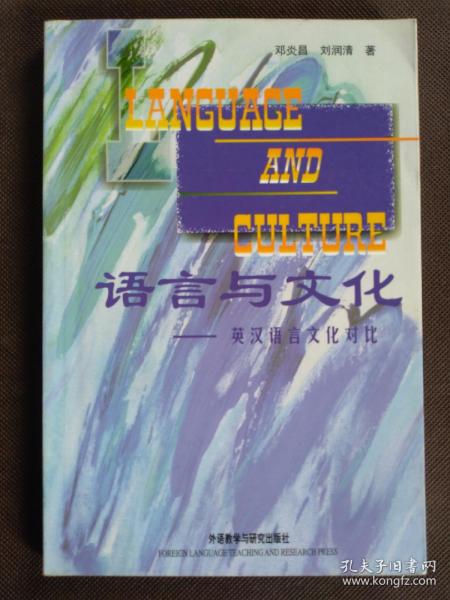 邓炎昌 刘润清 著
LANGUAGE
AND
CULTURE
语言与文化
——英汉语言文化对比
外语教学与研究出版社
FOREIGN LANGUAGE TEACHING AND RESEARCH PRESS
孔夫子旧书网
www.kongfz.com